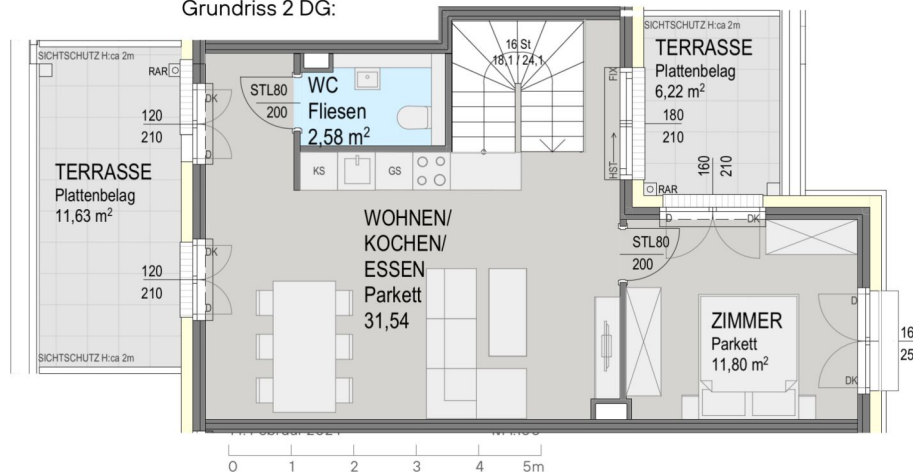 Grundriss 2 DG:
SICHTSCHUTZ H:ca 2m
RAR
DK
D
120
210
TERRASSE
Plattenbelag
11,63 m²
DK
D
120
210
SICHTSCHUTZ H:ca 2m
STL80
200
WC
Fliesen
2,58 m²
KS
GS
16 St
18,1 / 24,1
FIX
HST
SICHTSCHUTZ H:ca 2m
TERRASSE
Plattenbelag
6,22 m²
180
210
160
210
RAR
D
DK
WOHNEN/
KOCHEN/
ESSEN
Parkett
31,54
STL80
200
ZIMMER
Parkett
11,80 m²
D
DK
16
25
0 1 2 3 4 5m